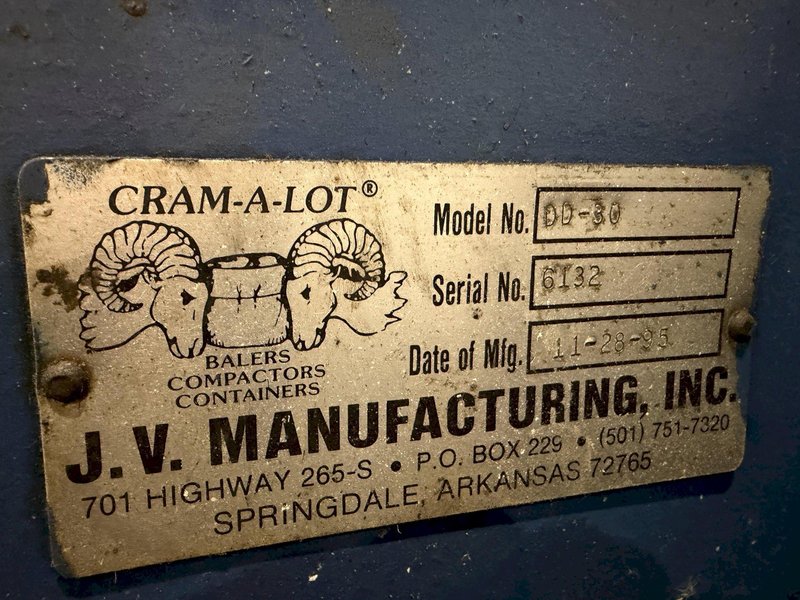 CRAM-A-LOT®
BALERS
COMPACTORS
CONTAINERS
Model No. DD-30
Serial No. 6132
Date of Mfg. 11-28-95
J.V. MANUFACTURING, INC.
701 HIGHWAY 265-S • P.O. BOX 229 • (501) 751-7320
SPRINGDALE, ARKANSAS 72765